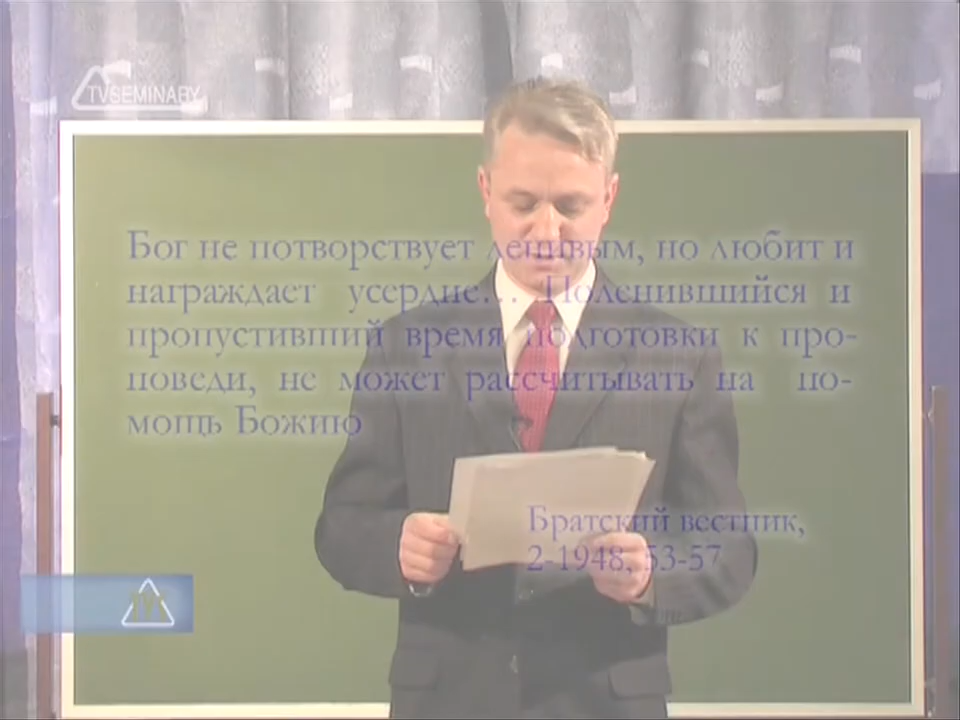 TVSEMINARY
Бог не потворствует ленивым, но любит и
награждает усердие... Поленившийся и
пропустивший время подготовки к про-
поведи, не может рассчитывать на по-
мощь Божию
Братский вестник,
2-1948, 53-57